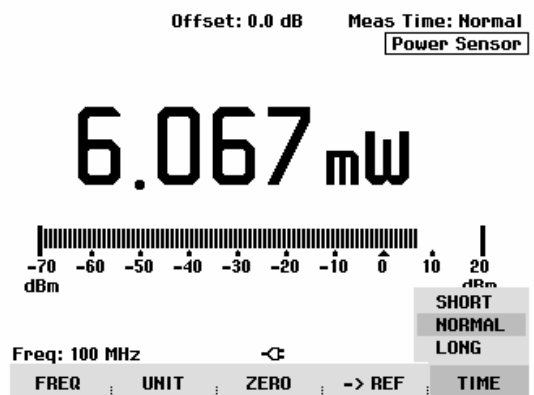 Offset: 0.0 dB Meas Time: Normal
Power Sensor
6.067 mW
-70 -60 -50 -40 -30 -20 -10 0 10 20
dBm dBm
SHORT
NORMAL
LONG
Freq: 100 MHz
FREQ UNIT ZERO -> REF TIME